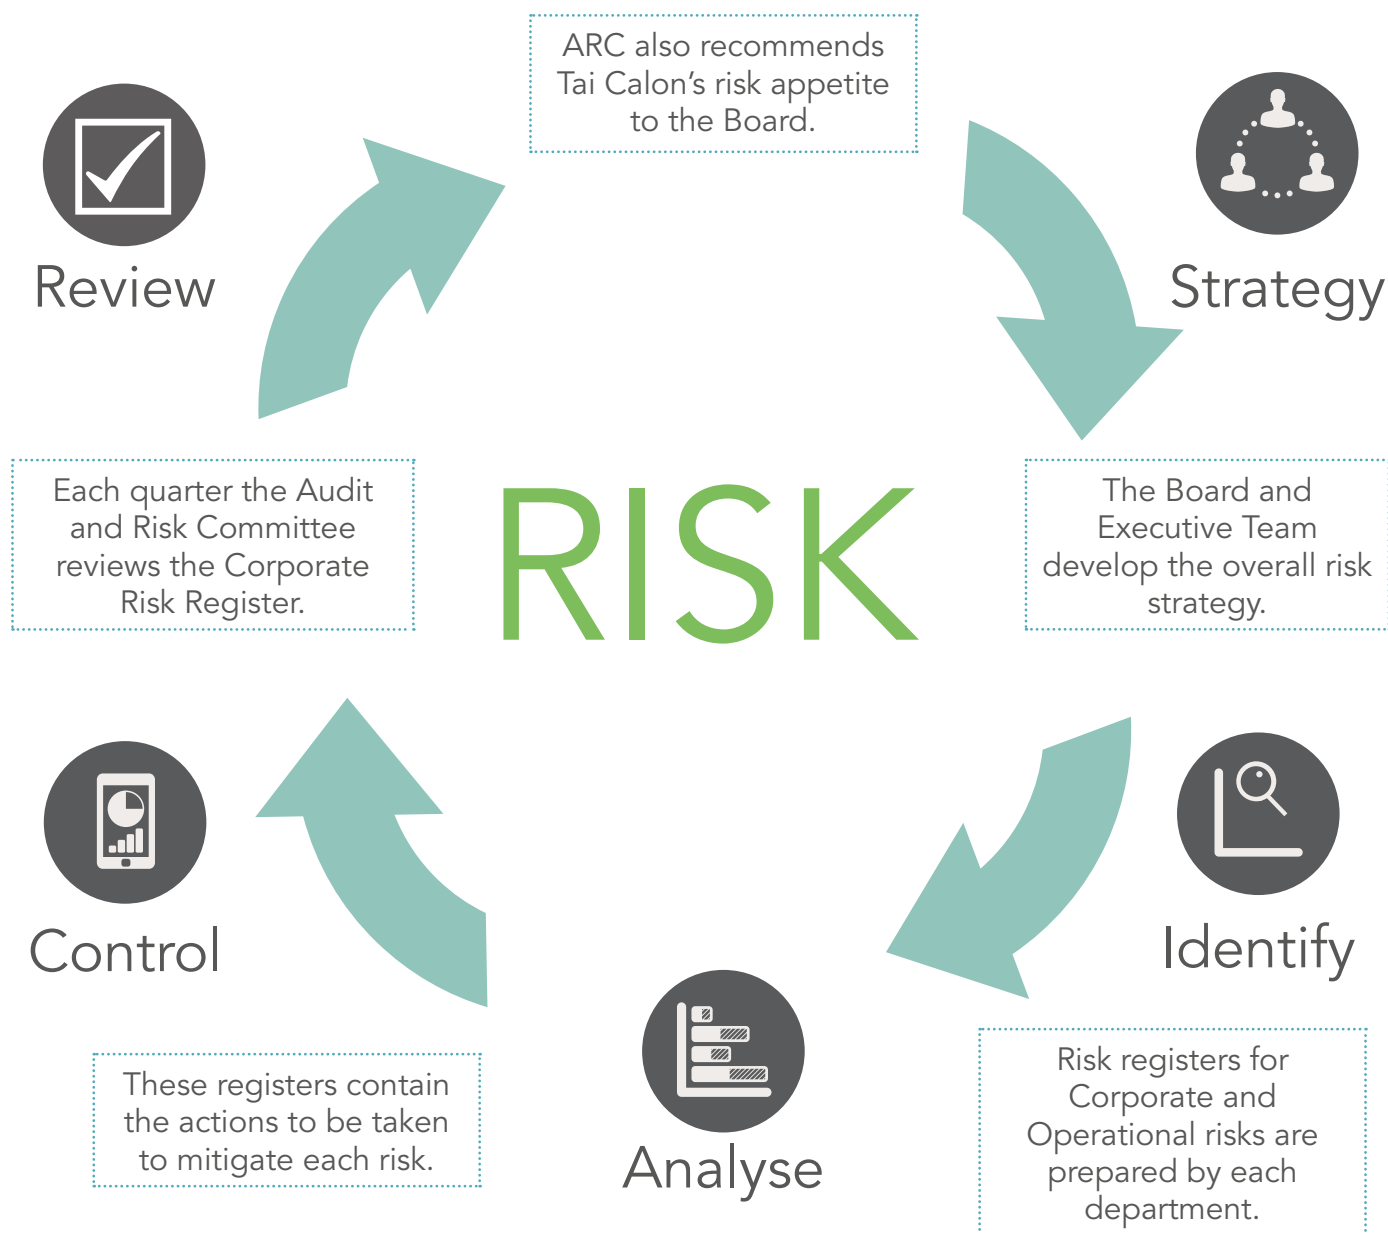 ARC also recommends
Tai Calon’s risk appetite
to the Board.
Review
Strategy
Each quarter the Audit
and Risk Committee
reviews the Corporate
Risk Register.
RISK
The Board and
Executive Team
develop the overall risk
strategy.
Control
Identify
These registers contain
the actions to be taken
to mitigate each risk.
Analyse
Risk registers for
Corporate and
Operational risks are
prepared by each
department.